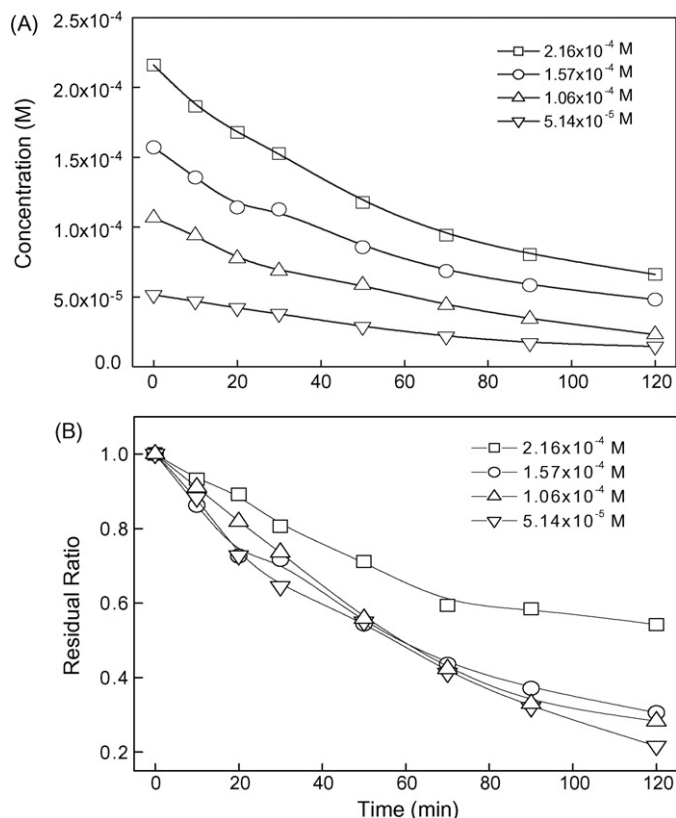 (A)
2.5x10⁻⁴
2.0x10⁻⁴
1.5x10⁻⁴
1.0x10⁻⁴
5.0x10⁻⁵
0.0
Concentration (M)
2.16x10⁻⁴ M
1.57x10⁻⁴ M
1.06x10⁻⁴ M
5.14x10⁻⁵ M
0 20 40 60 80 100 120
(B)
1.0
0.8
0.6
0.4
0.2
Residual Ratio
2.16x10⁻⁴ M
1.57x10⁻⁴ M
1.06x10⁻⁴ M
5.14x10⁻⁵ M
0 20 40 60 80 100 120
Time (min)